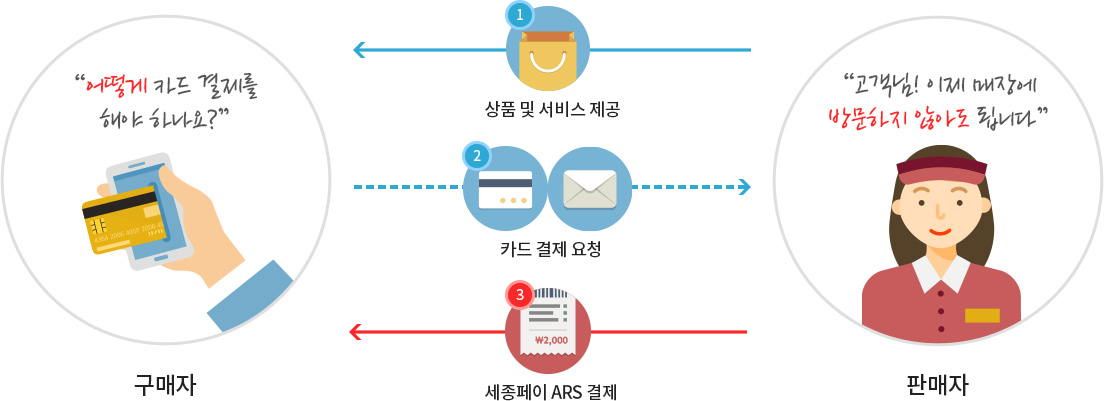 “어떻게 카드 결제를
해야 하나요?”
구매자
1
상품 및 서비스 제공
2
카드 결제 요청
3
₩2,000
세종페이 ARS 결제
“고객님! 이제 매장에
방문하지 않아도 됩니다”
판매자